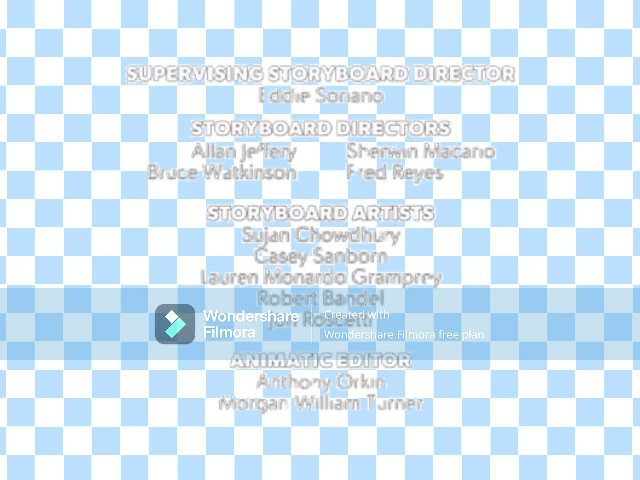 SUPERVISING STORYBOARD DIRECTOR
Eddie Soriano
STORYBOARD DIRECTORS
Allan Jeffery Sherwin Macario
Bruce Watkinson Fred Reyes
STORYBOARD ARTISTS
Sujan Chowdhury
Casey Sanborn
Lauren Monardo Gramprey
Robert Bandel
Jon Roscetti
Wondershare
Filmora
Created with
Wondershare Filmora free plan
ANIMATIC EDITOR
Anthony Orkin
Morgan William Turner